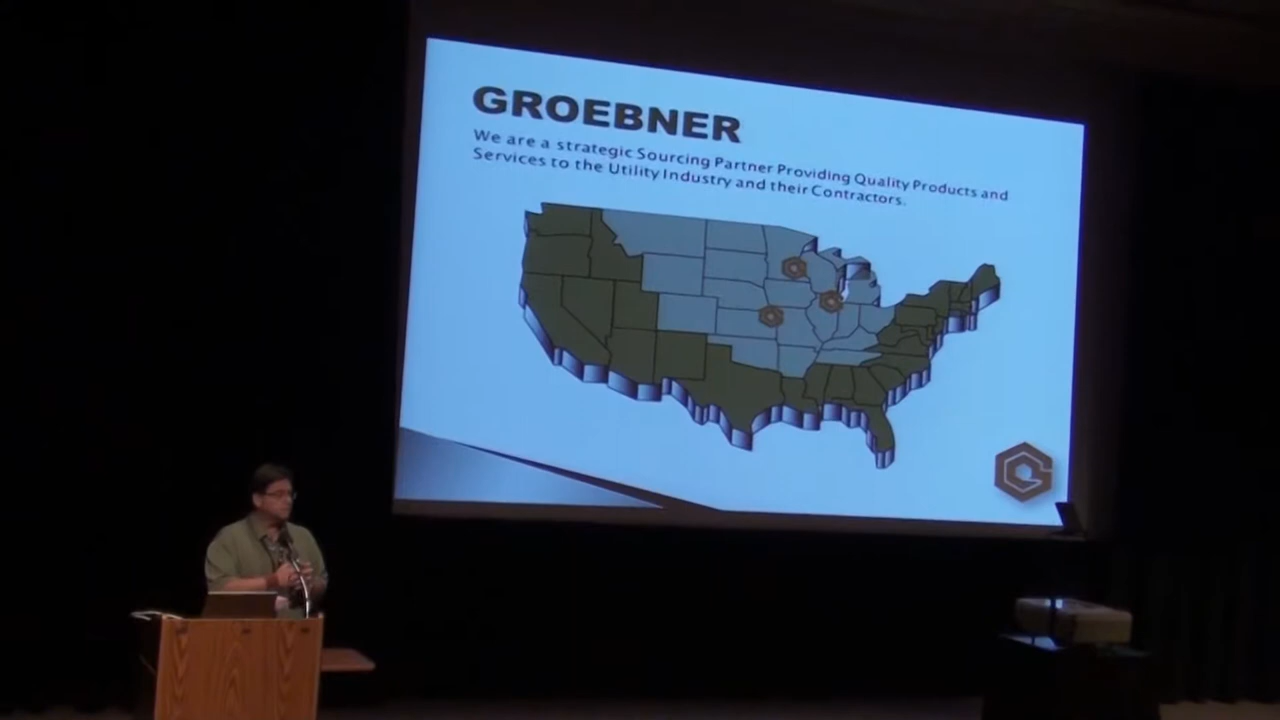 GROEBNER
We are a strategic Sourcing Partner Providing Quality Products and
Services to the Utility Industry and their Contractors.